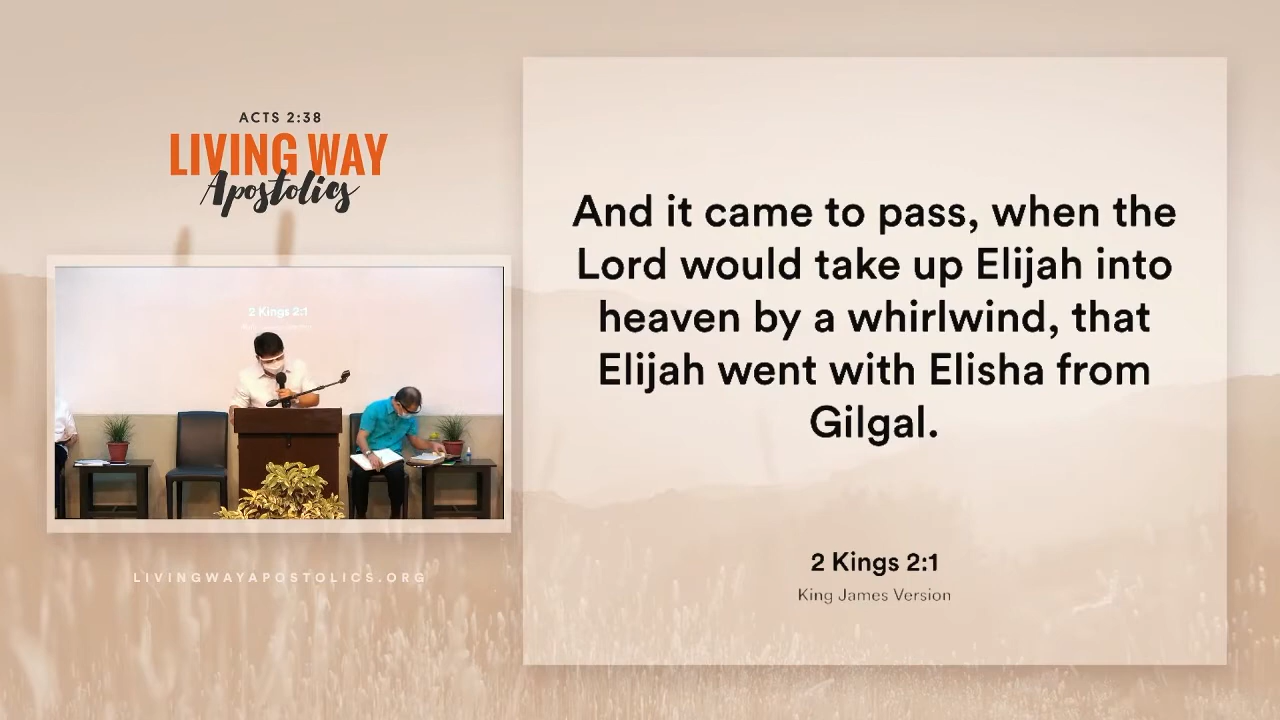 ACTS 2:38
LIVING WAY
Apostolics
2 Kings 2:1
LIVINGWAYAPOSTOLICS.ORG
And it came to pass, when the
Lord would take up Elijah into
heaven by a whirlwind, that
Elijah went with Elisha from
Gilgal.
2 Kings 2:1
King James Version